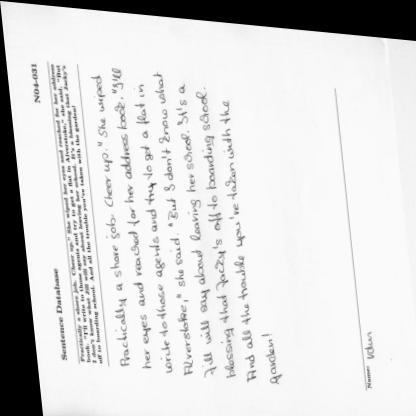 Sentence Database
N04-031
Practically a share job. Cheer up." She wiped her eyes and reached for her address
book. "I'll write to those agents and try to get a flat in Alverstoke," she said. "But
I don't know what Jill will say about leaving her school. It's a blessing that Jacky's
off to boarding school. And all the trouble you've taken with the garden!
Practically a share job. Cheer up." She wiped
her eyes and reached for her address book. "I'll
write to those agents and try to get a flat in
Alverstoke," she said. "But I don't know what
Jill will say about leaving her school. It's a
blessing that Jacky's off to boarding school.
And all the trouble you've taken with the
garden!
Name: